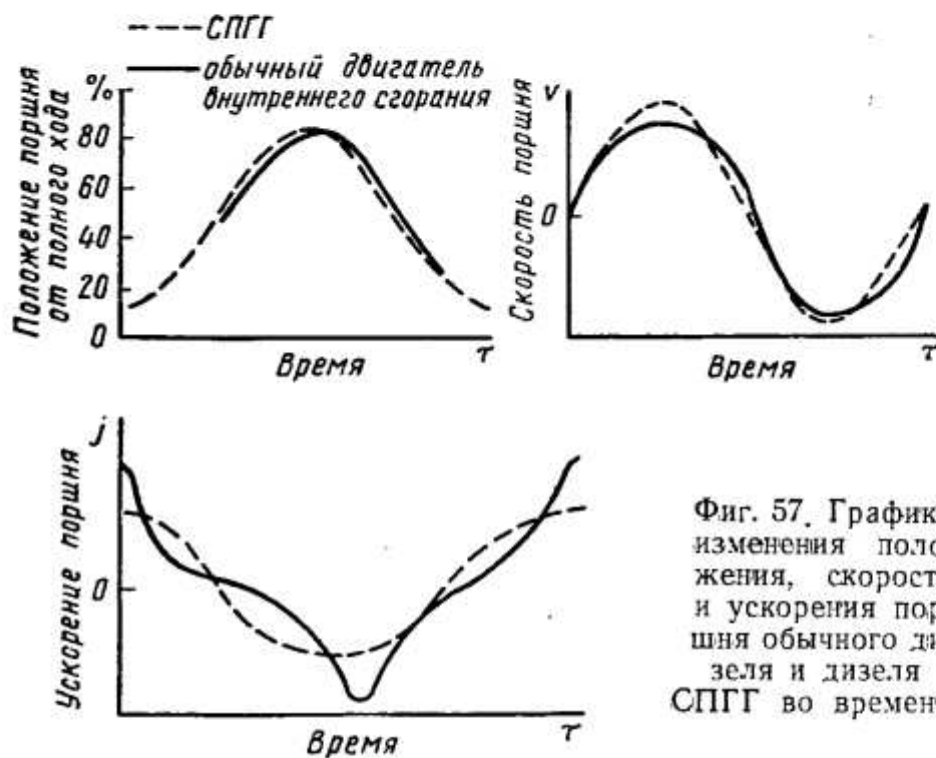 --- СПГГ
— обычный двигатель
внутреннего сгорания
Положение поршня
от полного хода
%
80
60
40
20
0
Время
τ
Скорость поршня
v
0
Время
τ
Ускорение поршня
j
0
Время
τ
Фиг. 57. График
изменения поло
жения, скорост
и ускорения пор
шня обычного ди
зеля и дизеля
СПГГ во времен